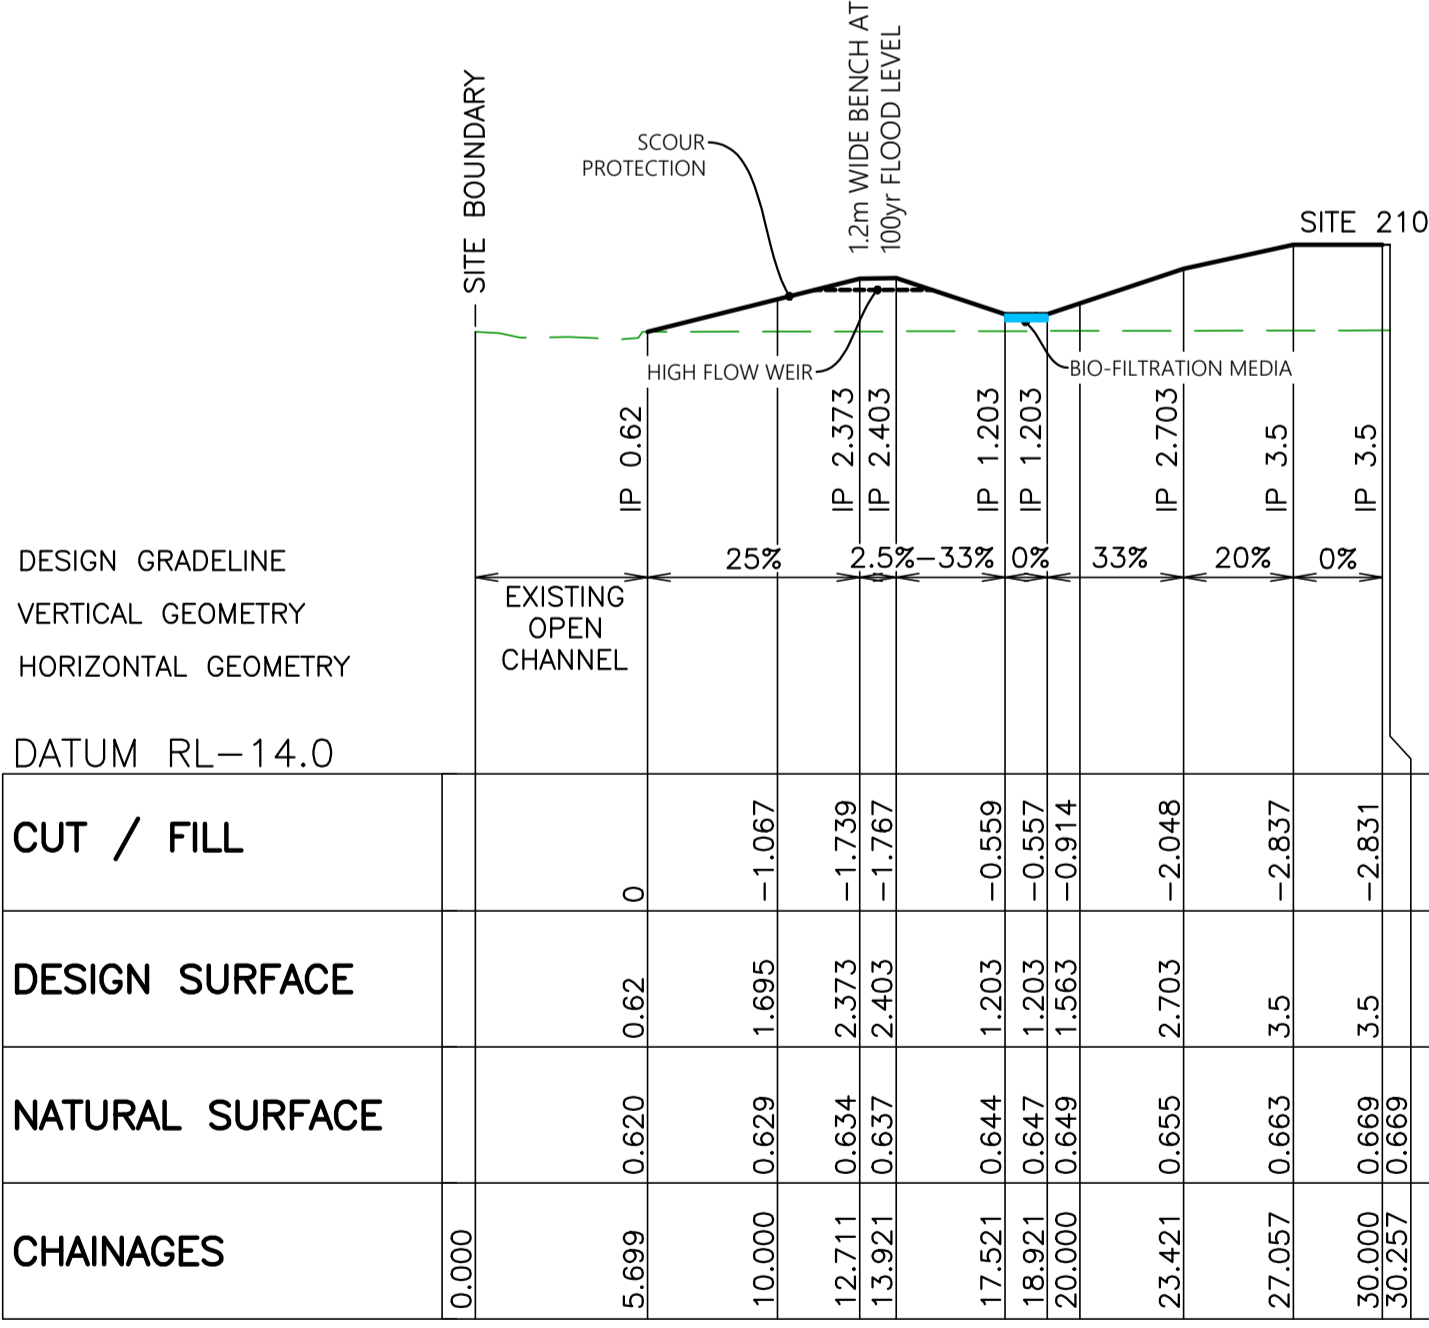 1.2m WIDE BENCH AT
100yr FLOOD LEVEL
SITE BOUNDARY
SCOUR
PROTECTION
SITE 210
HIGH FLOW WEIR
BIO-FILTRATION MEDIA
IP 0.62
IP 2.373
IP 2.403
IP 1.203
IP 1.203
IP 2.703
IP 3.5
IP 3.5
DESIGN GRADELINE
25%
2.5%
-33%
0%
33%
20%
0%
VERTICAL GEOMETRY
HORIZONTAL GEOMETRY
EXISTING
OPEN
CHANNEL
DATUM RL-14.0
CUT / FILL
0
-1.067
-1.739
-1.767
-0.559
-0.557
-0.914
-2.048
-2.837
-2.831
DESIGN SURFACE
0.62
1.695
2.373
2.403
1.203
1.203
1.563
2.703
3.5
3.5
NATURAL SURFACE
0.620
0.629
0.634
0.637
0.644
0.647
0.649
0.655
0.663
0.669
0.669
CHAINAGES
0.000
5.699
10.000
12.711
13.921
17.521
18.921
20.000
23.421
27.057
30.000
30.257